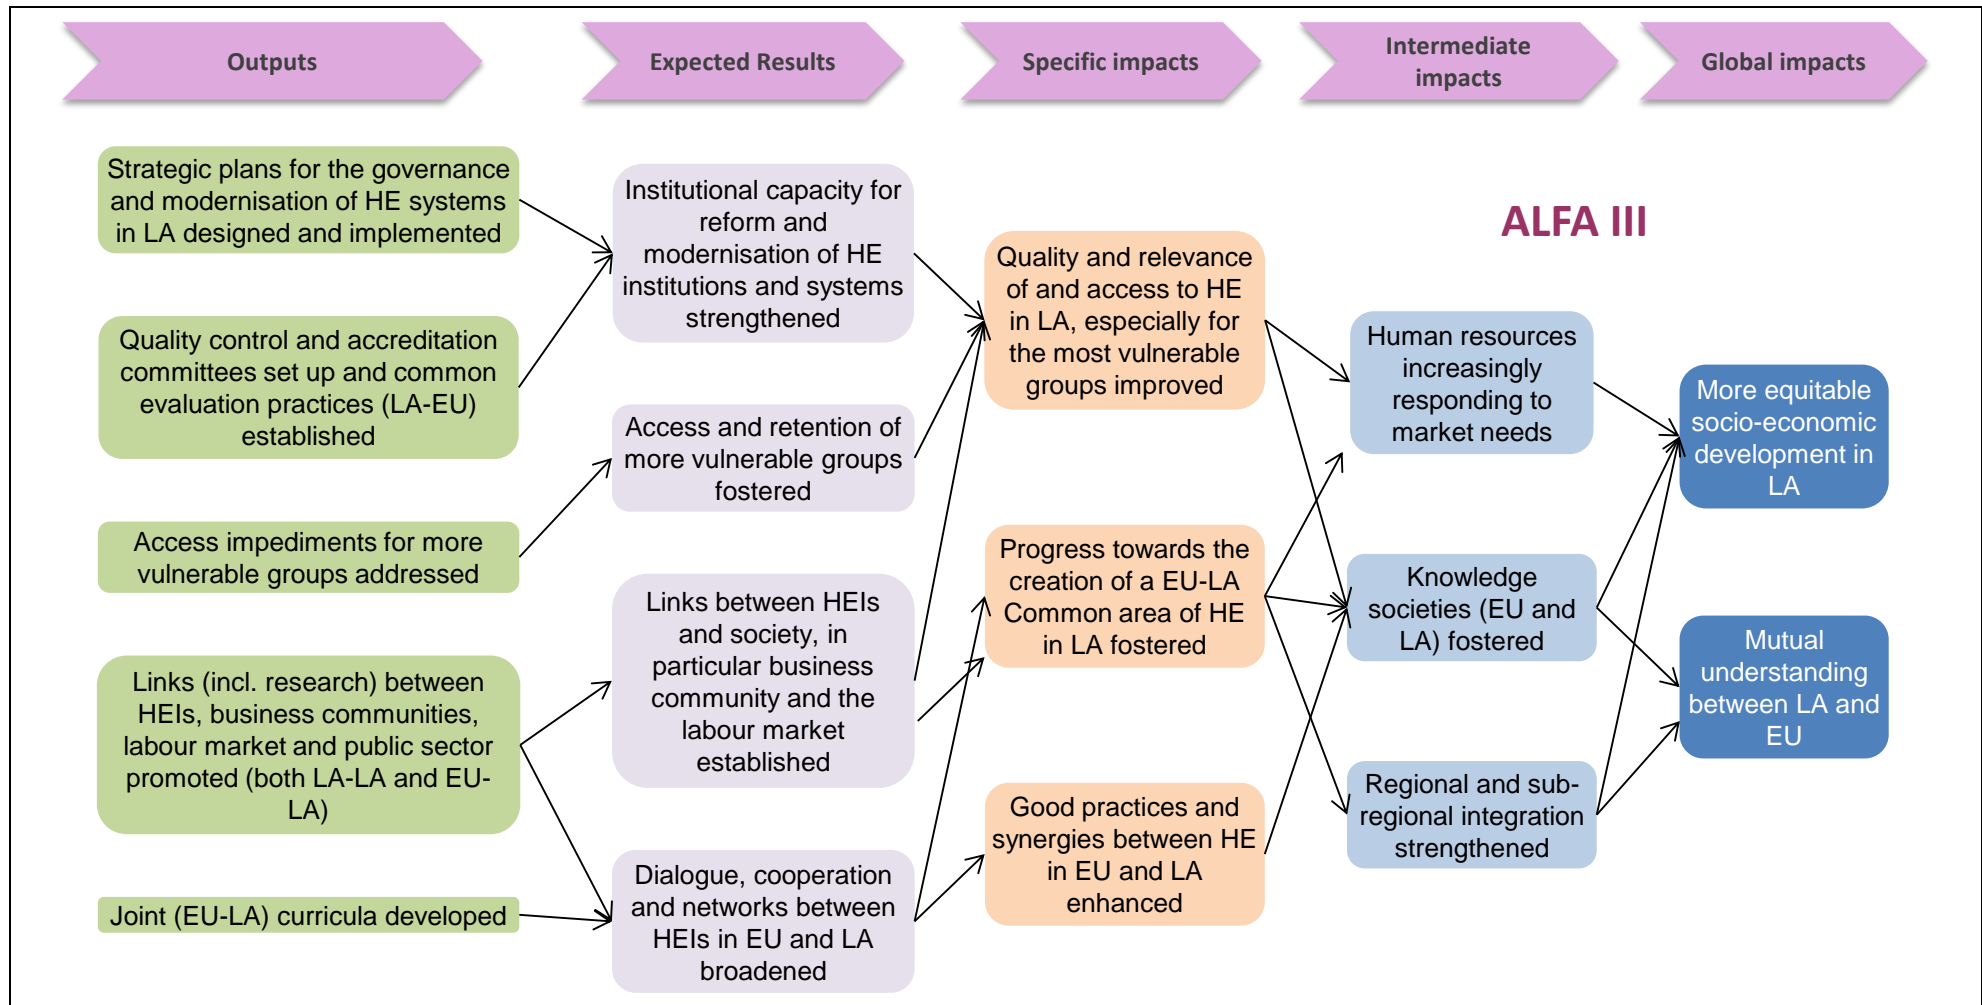 Outputs
Expected Results
Specific impacts
Intermediate
impacts
Global impacts
ALFA III
Strategic plans for the governance
and modernisation of HE systems
in LA designed and implemented
Quality control and accreditation
committees set up and common
evaluation practices (LA-EU)
established
Access impediments for more
vulnerable groups addressed
Links (incl. research) between
HEIs, business communities,
labour market and public sector
promoted (both LA-LA and EU-
LA)
Joint (EU-LA) curricula developed
Institutional capacity for
reform and
modernisation of HE
institutions and systems
strengthened
Access and retention of
more vulnerable groups
fostered
Links between HEIs
and society, in
particular business
community and the
labour market
established
Dialogue, cooperation
and networks between
HEIs in EU and LA
broadened
Quality and relevance
of and access to HE
in LA, especially for
the most vulnerable
groups improved
Progress towards the
creation of a EU-LA
Common area of HE
in LA fostered
Good practices and
synergies between HE
in EU and LA
enhanced
Human resources
increasingly
responding to
market needs
Knowledge
societies (EU and
LA) fostered
Regional and sub-
regional integration
strengthened
More equitable
socio-economic
development in
LA
Mutual
understanding
between LA and
EU